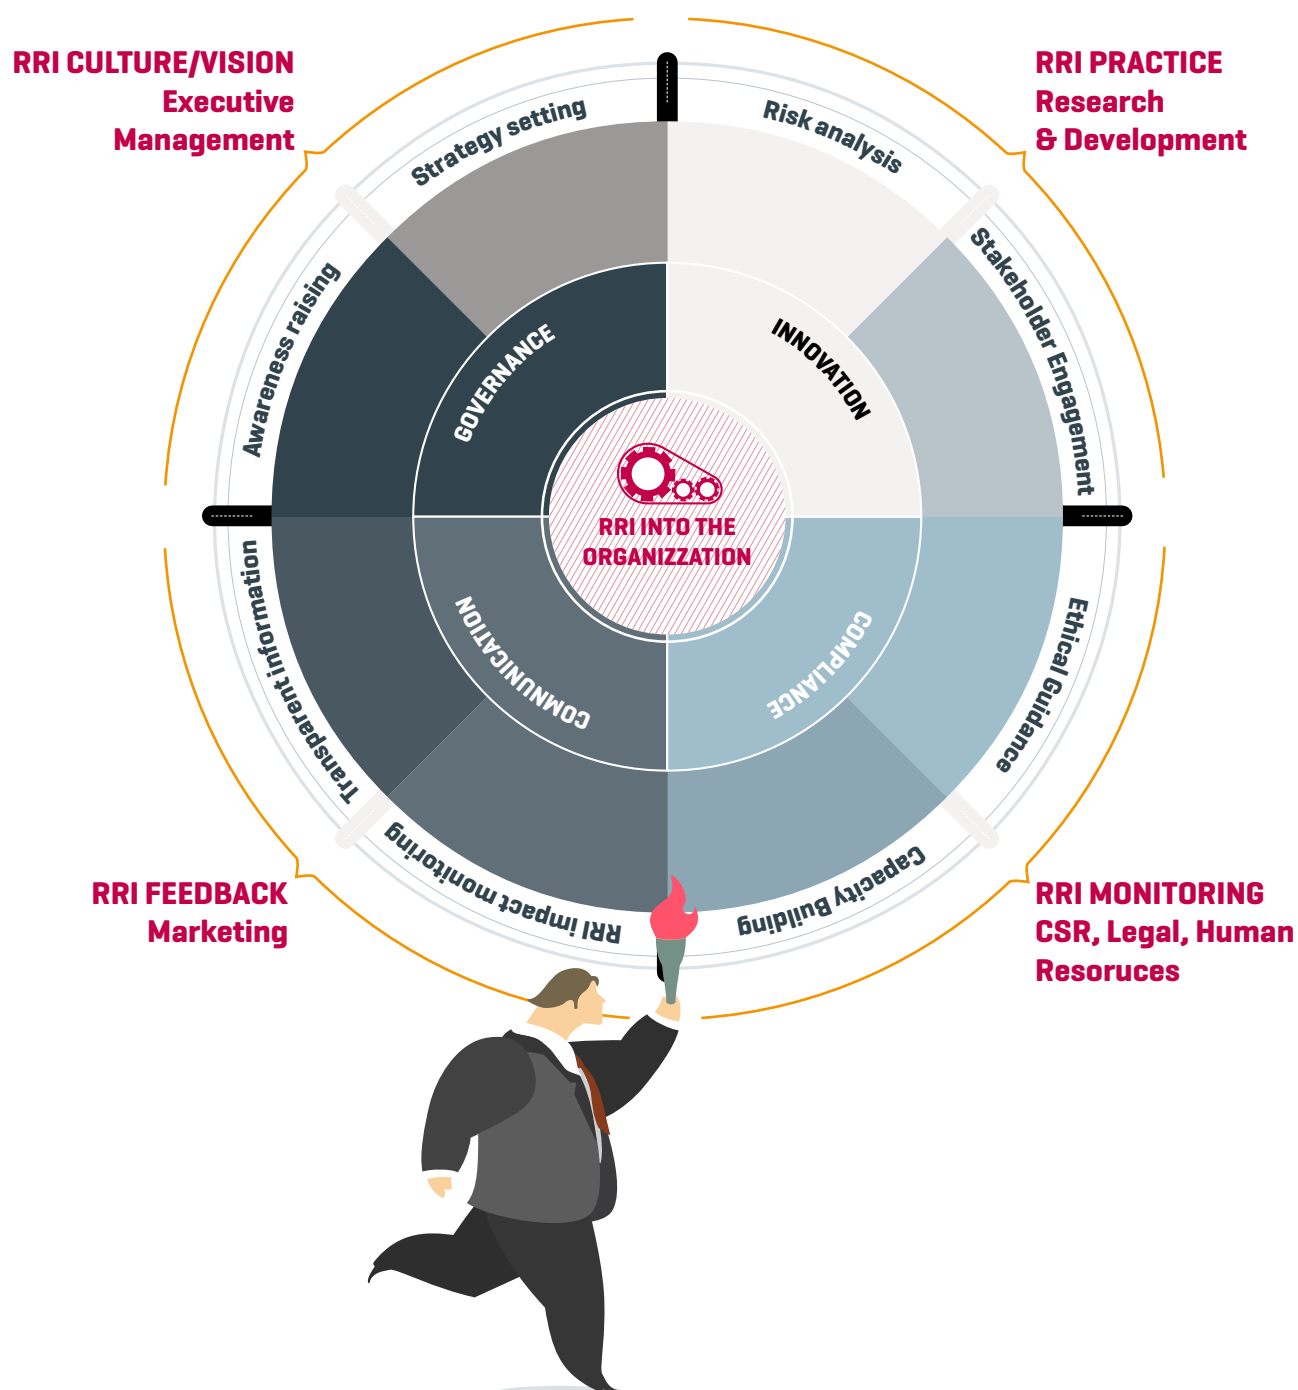 RRI CULTURE/VISION
Executive
Management
RRI PRACTICE
Research
& Development
Strategy setting
Risk analysis
Awareness raising
Stakeholder Engagement
GOVERNANCE
INNOVATION
RRI INTO THE
ORGANIZZATION
COMNUNICATION
COMPLIANCE
Transparent information
Ethical Guidance
RRI impact monitoring
Capacity Building
RRI FEEDBACK
Marketing
RRI MONITORING
CSR, Legal, Human
Resoruces